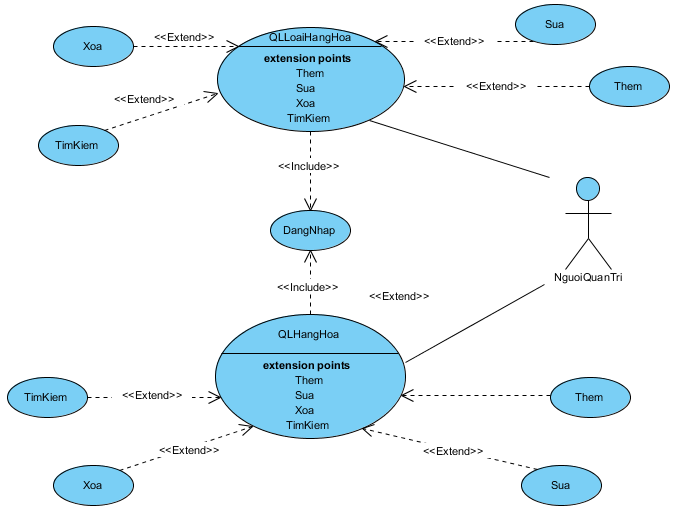 Sua
<<Extend>>
QLLoaiHangHoa
<<Extend>>
Xoa
extension points
Them
Sua
Xoa
TimKiem
<<Extend>>
Them
<<Extend>>
TimKiem
<<Include>>
DangNhap
NguoiQuanTri
<<Include>>
<<Extend>>
QLHangHoa
extension points
Them
Sua
Xoa
TimKiem
TimKiem
<<Extend>>
Them
<<Extend>>
<<Extend>>
Xoa
Sua